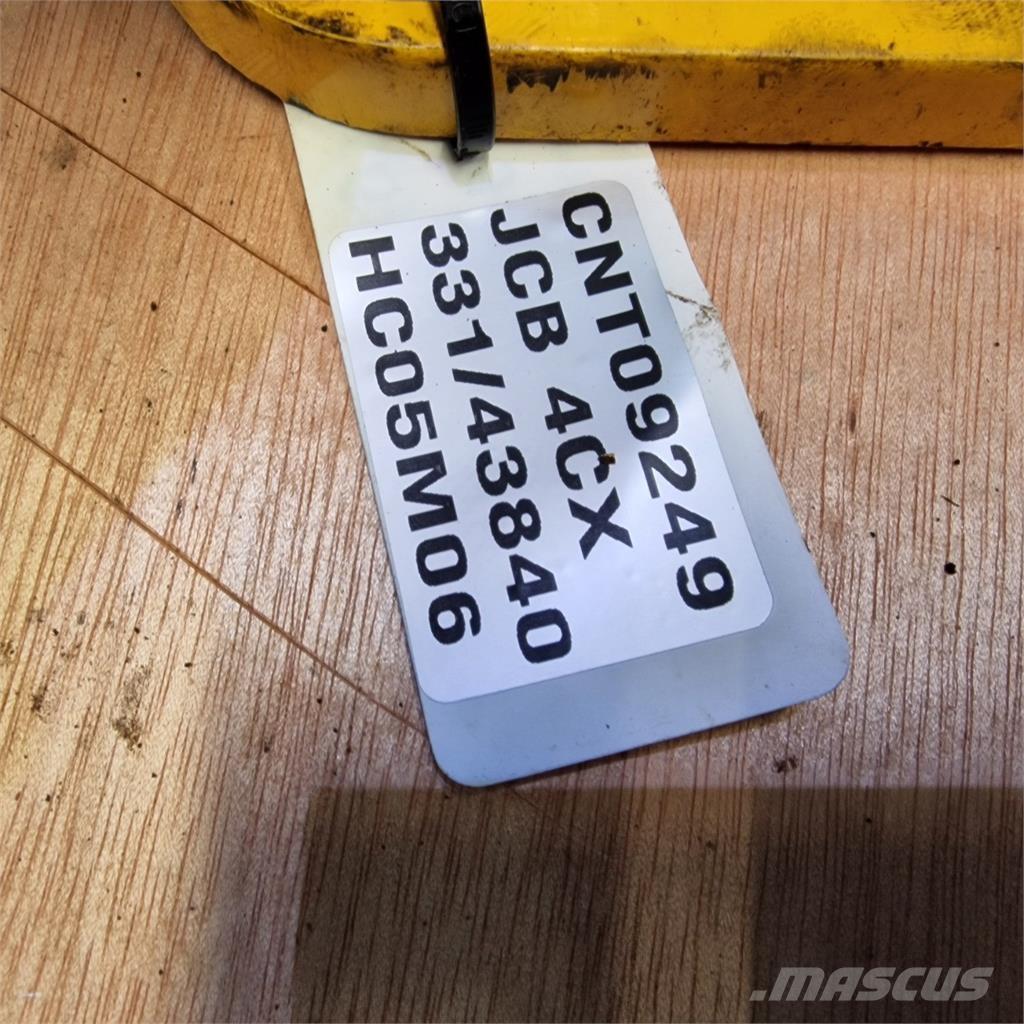 CNT09249
JCB 4CX
331/43840
HC05M06
.MASCUS